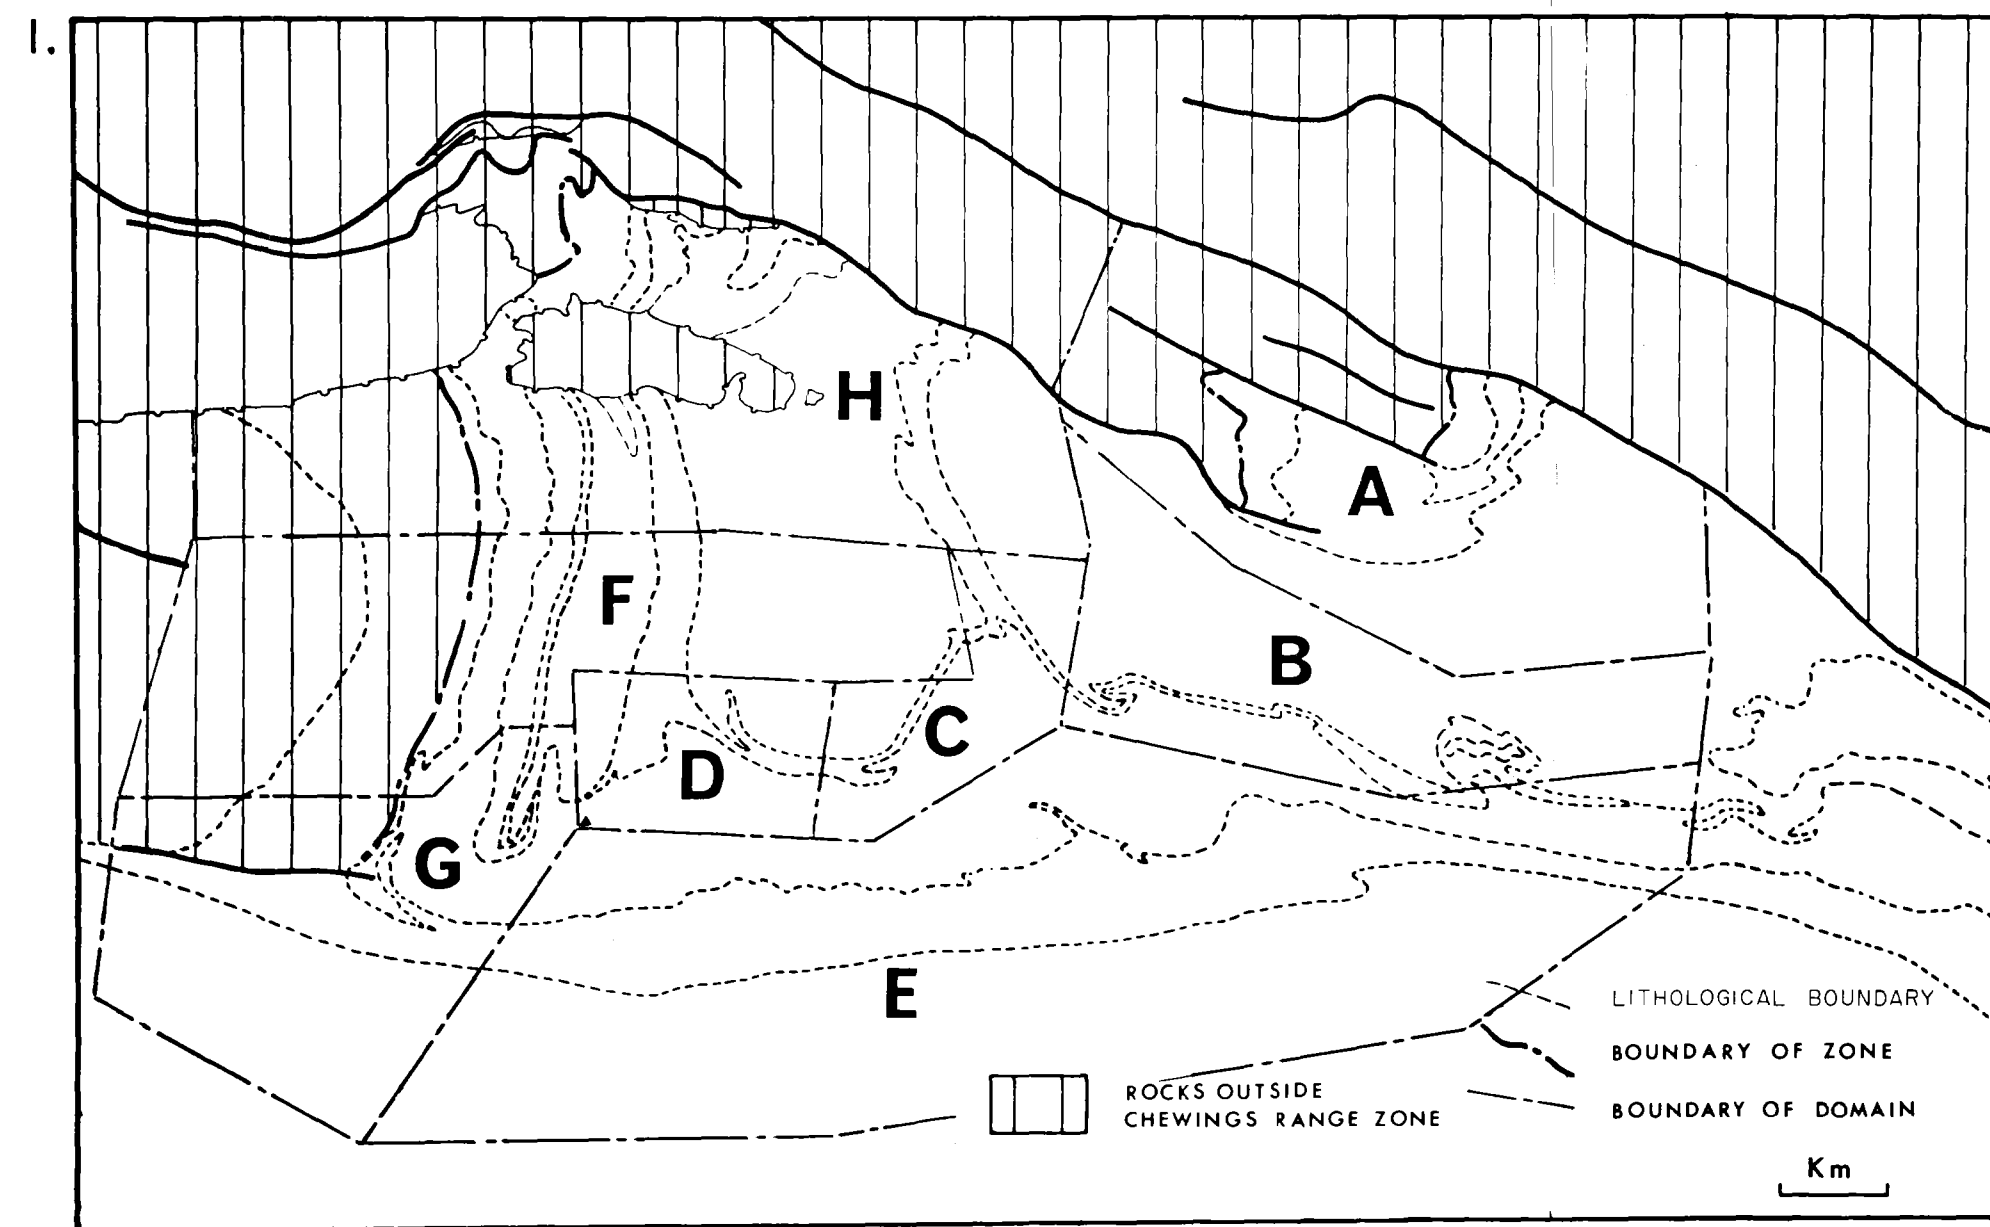 1.
H
A
F
B
C
D
G
E
LITHOLOGICAL BOUNDARY
BOUNDARY OF ZONE
ROCKS OUTSIDE
CHEWINGS RANGE ZONE
BOUNDARY OF DOMAIN
Km